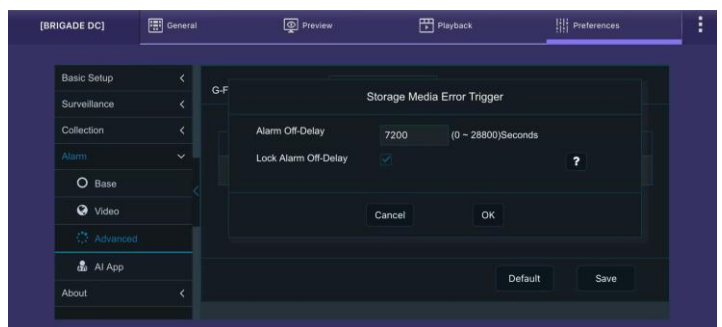 [BRIGADE DC] General Preview Playback Preferences
Basic Setup
Surveillance
Collection
Alarm
Base
Video
Advanced
AI App
About
G-F
Storage Media Error Trigger
Alarm Off-Delay 7200 (0 ~ 28800)Seconds
Lock Alarm Off-Delay ?
Cancel OK
Default Save